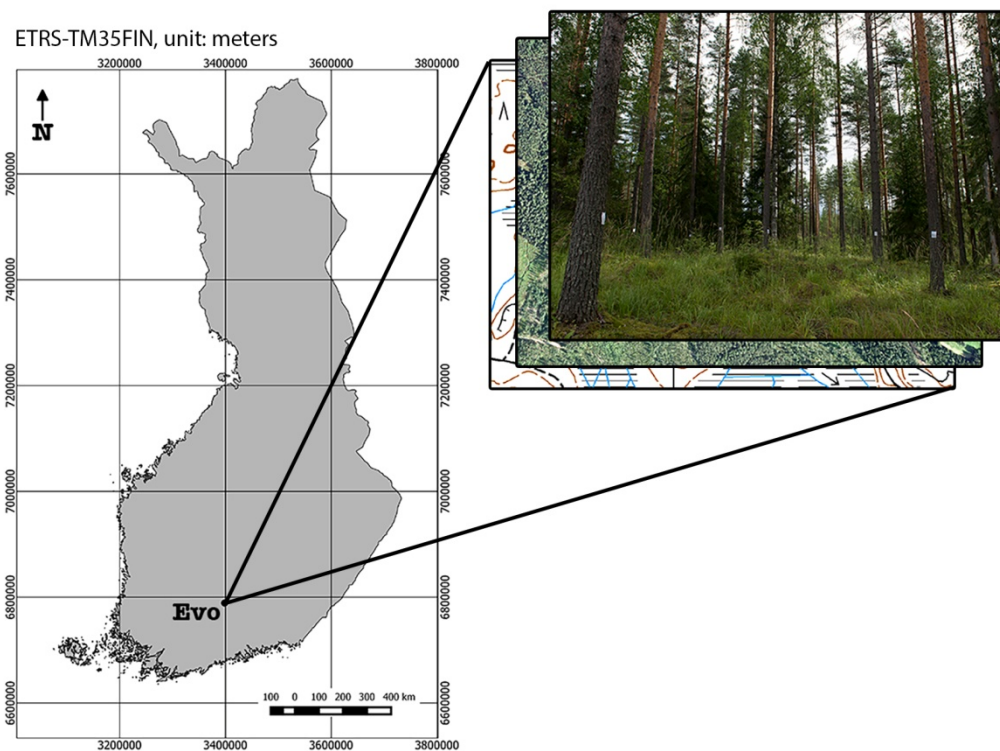 ETRS-TM35FIN, unit: meters
3200000 3400000 3600000 3800000
N
7600000 7600000
7400000 7400000
7200000 7200000
7000000 7000000
6800000 6800000
Evo
6600000 6600000
100 0 100 200 300 400 km
3200000 3400000 3600000 3800000